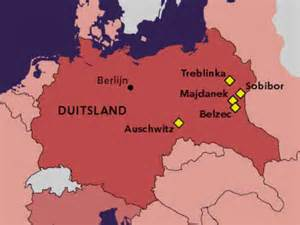 Berlijn
Treblinka
Sobibor
Majdanek
DUITSLAND
Belzec
Auschwitz